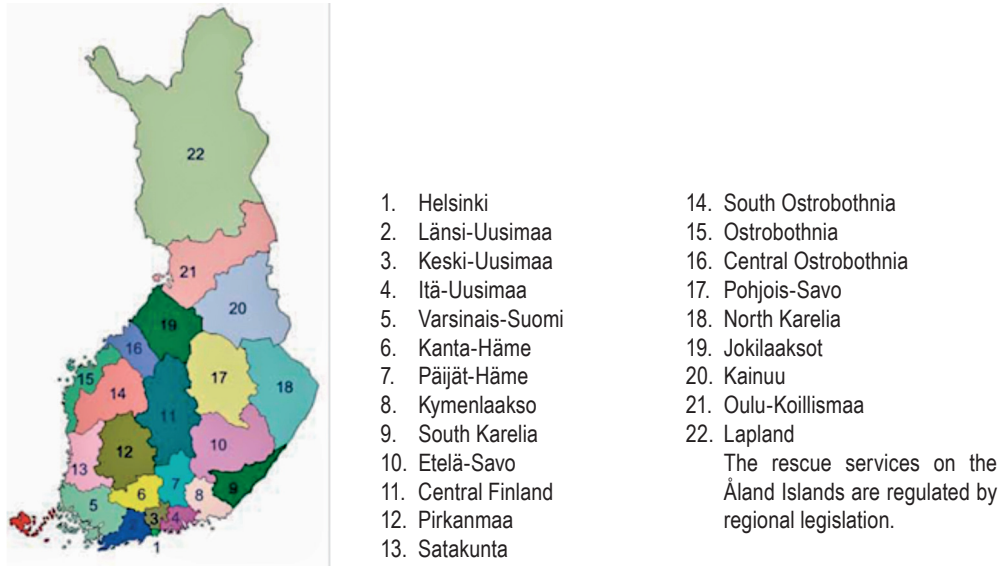 22
21
20
19
16
17
15
18
14
11
12
10
13
7
6
8
9
5
2
3
4
1
1. Helsinki
2. Länsi-Uusimaa
3. Keski-Uusimaa
4. Itä-Uusimaa
5. Varsinais-Suomi
6. Kanta-Häme
7. Päijät-Häme
8. Kymenlaakso
9. South Karelia
10. Etelä-Savo
11. Central Finland
12. Pirkanmaa
13. Satakunta
14. South Ostrobothnia
15. Ostrobothnia
16. Central Ostrobothnia
17. Pohjois-Savo
18. North Karelia
19. Jokilaaksot
20. Kainuu
21. Oulu-Koillismaa
22. Lapland
The rescue services on the
Åland Islands are regulated by
regional legislation.